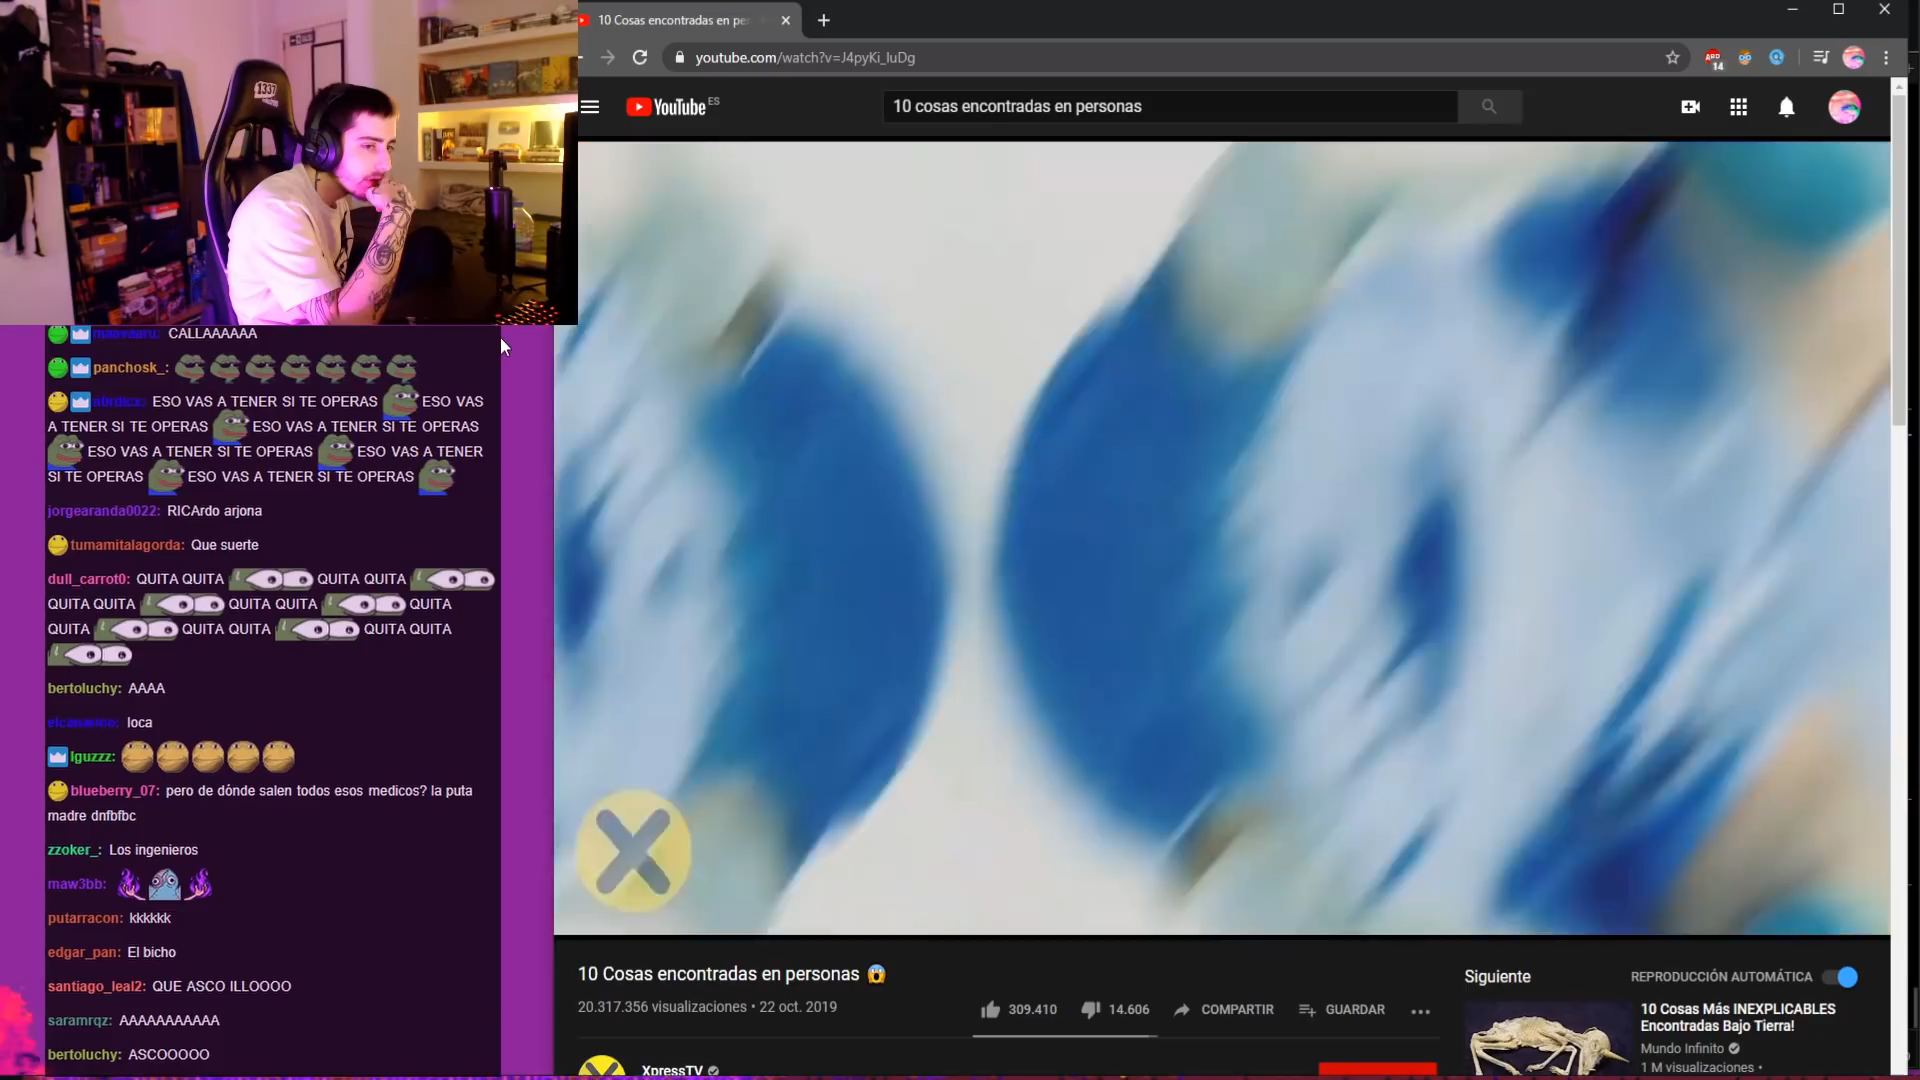 10 Cosas encontradas en pe
youtube.com/watch?v=J4pyKi_IuDg
14
YouTube ES
10 cosas encontradas en personas
1337
CALLAAAAAA
panchosk_:
ESO VAS A TENER SI TE OPERAS ESO VAS
A TENER SI TE OPERAS ESO VAS A TENER SI TE OPERAS
ESO VAS A TENER SI TE OPERAS ESO VAS A TENER
SI TE OPERAS ESO VAS A TENER SI TE OPERAS
jorgearanda0022: RICArdo arjona
tumamitalagorda: Que suerte
dull_carrot0: QUITA QUITA QUITA QUITA
QUITA QUITA QUITA QUITA QUITA
QUITA QUITA QUITA QUITA QUITA
bertoluchy: AAAA
loca
lguzzz:
blueberry_07: pero de dónde salen todos esos medicos? la puta
madre dnfbfbc
zzoker_: Los ingenieros
maw3bb:
putarracon: kkkkkk
edgar_pan: El bicho
santiago_leal2: QUE ASCO ILLOOOO
saramrqz: AAAAAAAAAAA
bertoluchy: ASCOOOOO
10 Cosas encontradas en personas 😱
20.317.356 visualizaciones • 22 oct. 2019
309.410
14.606
COMPARTIR
GUARDAR
XpressTV
Siguiente
REPRODUCCIÓN AUTOMÁTICA
10 Cosas Más INEXPLICABLES
Encontradas Bajo Tierra!
Mundo Infinito
1 M visualizaciones •